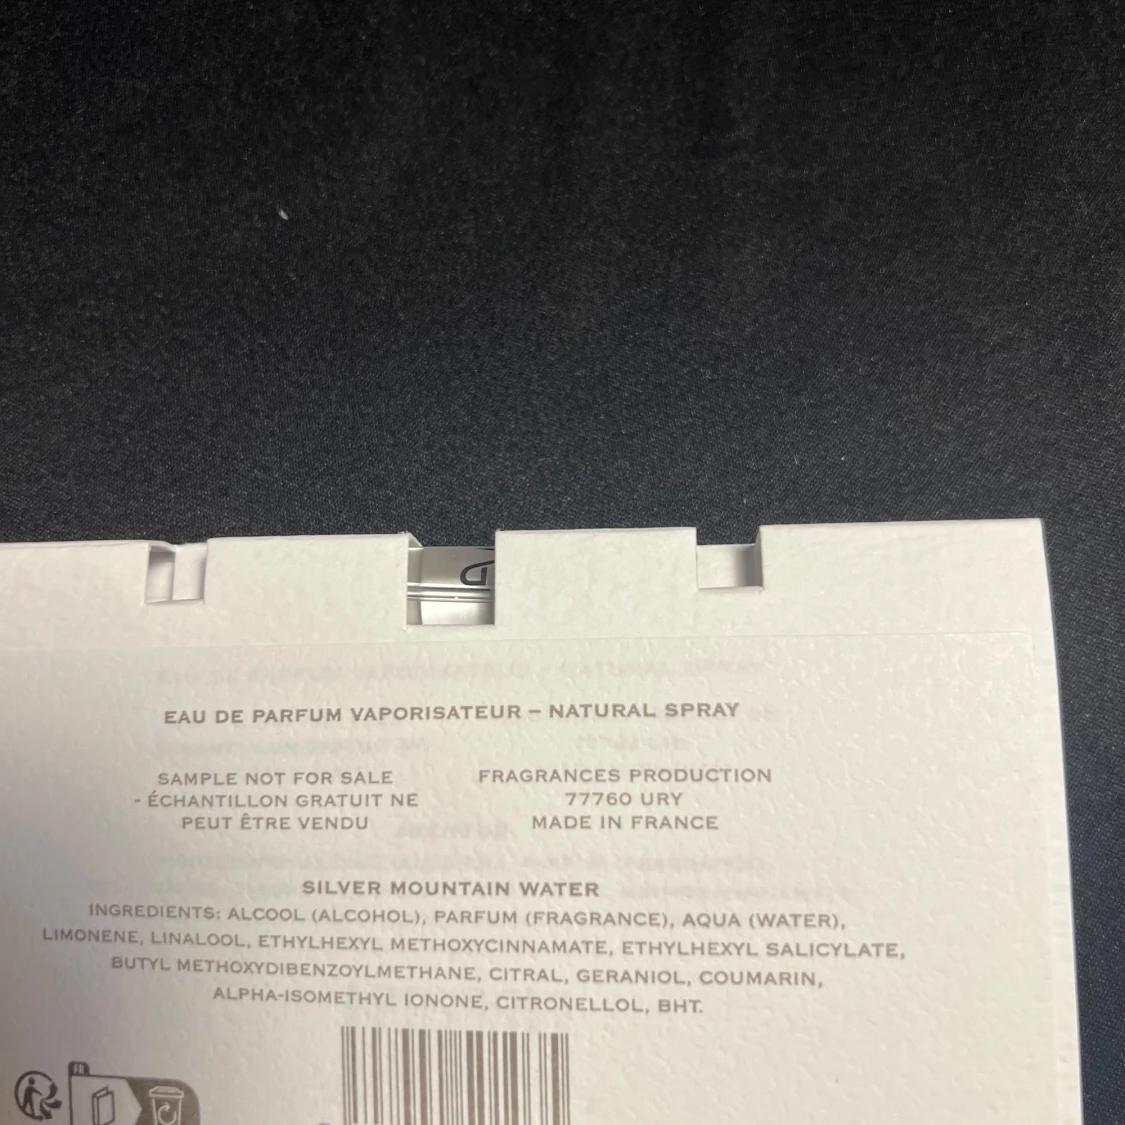 EAU DE PARFUM VAPORISATEUR – NATURAL SPRAY
SAMPLE NOT FOR SALE
- ÉCHANTILLON GRATUIT NE
PEUT ÊTRE VENDU
FRAGRANCES PRODUCTION
77760 URY
MADE IN FRANCE
SILVER MOUNTAIN WATER
INGREDIENTS: ALCOOL (ALCOHOL), PARFUM (FRAGRANCE), AQUA (WATER),
LIMONENE, LINALOOL, ETHYLHEXYL METHOXYCINNAMATE, ETHYLHEXYL SALICYLATE,
BUTYL METHOXYDIBENZOYLMETHANE, CITRAL, GERANIOL, COUMARIN,
ALPHA-ISOMETHYL IONONE, CITRONELLOL, BHT.
FR